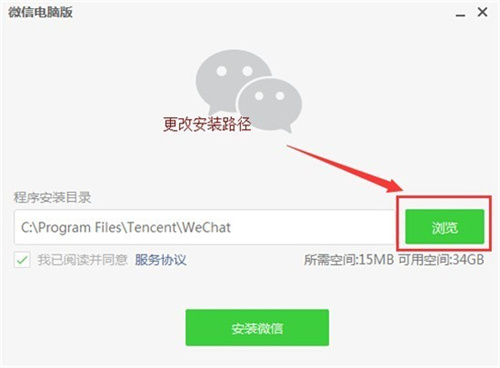 微信电脑版
更改安装路径
程序安装目录
C:\Program Files\Tencent\WeChat
浏览
我已阅读并同意 服务协议
所需空间:15MB 可用空间:34GB
安装微信